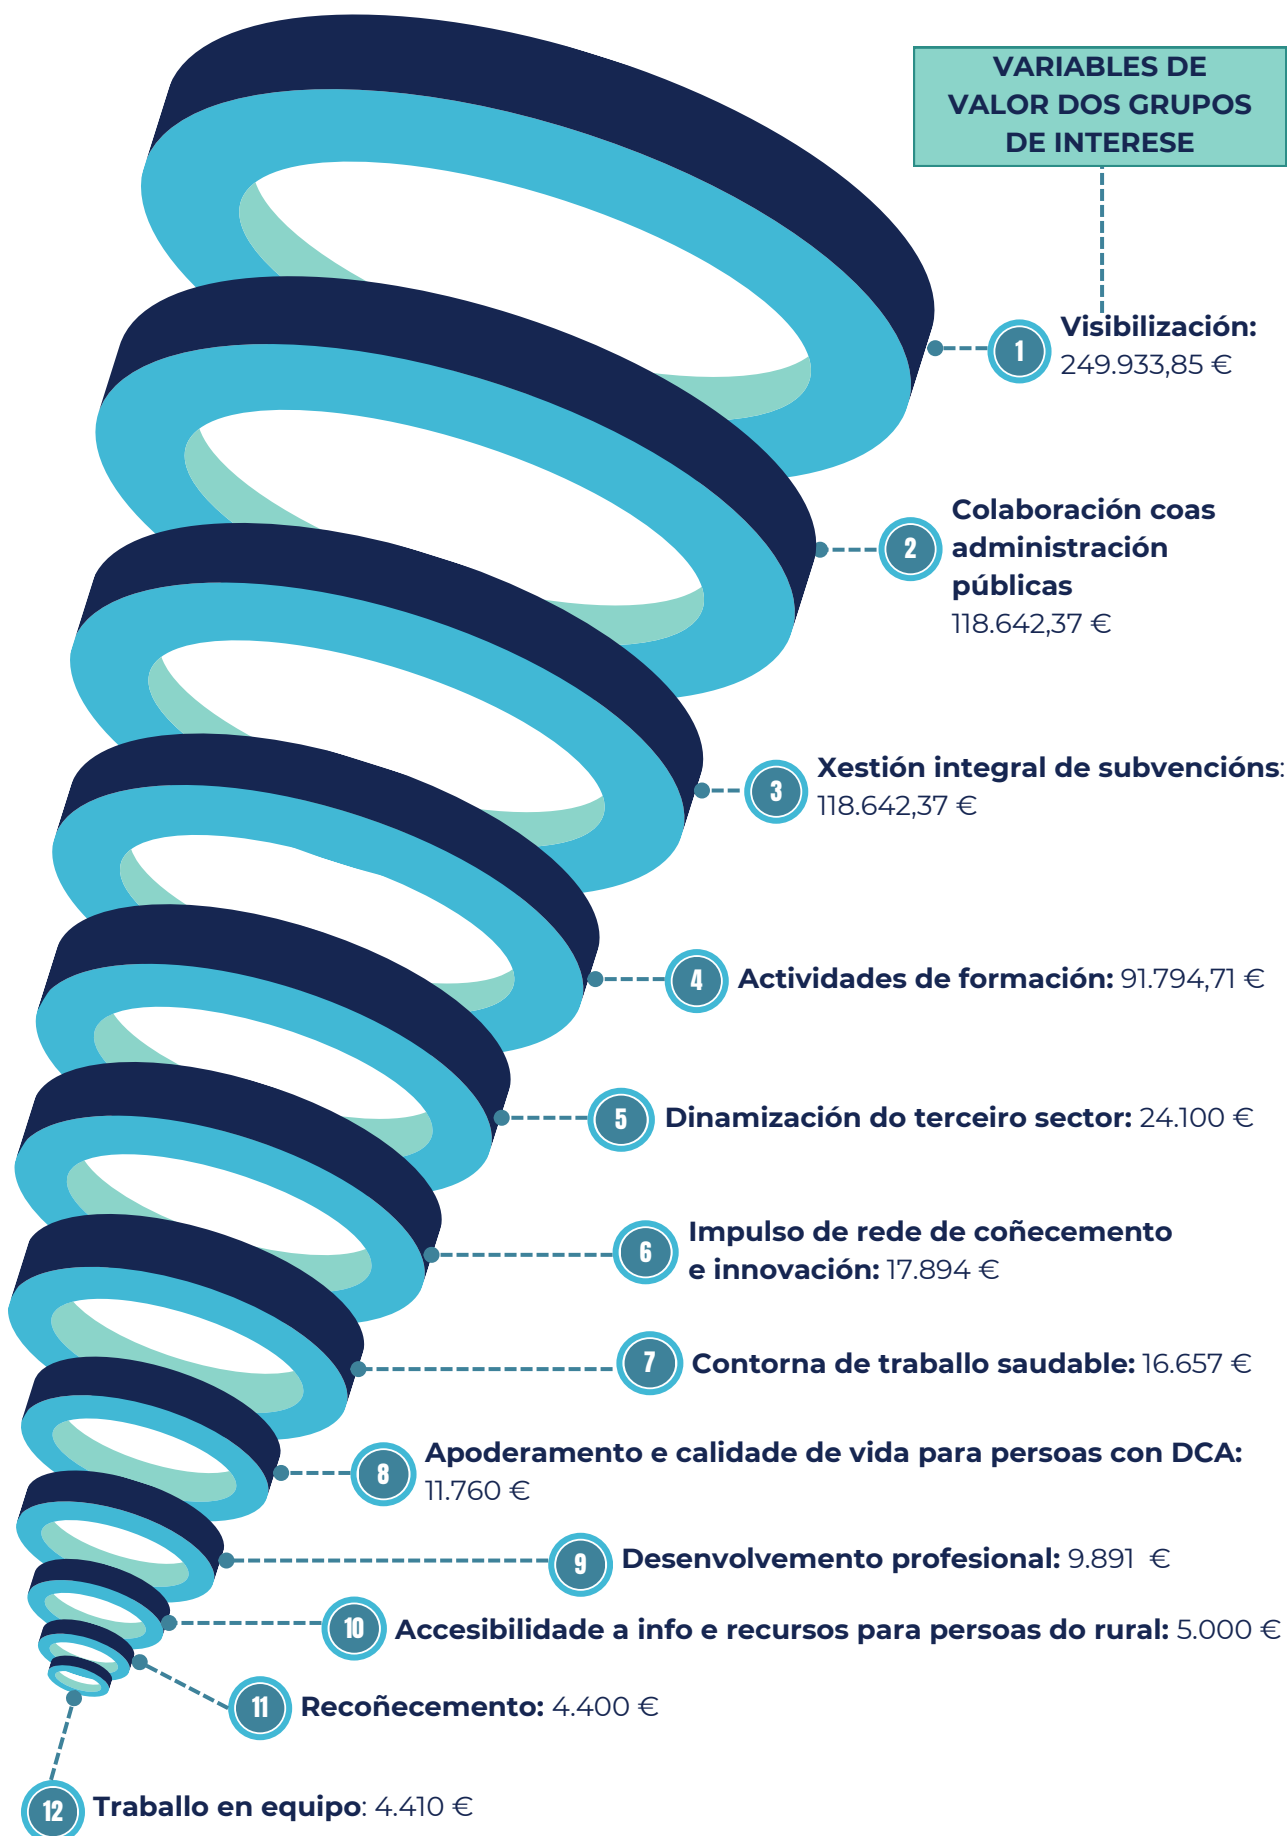 VARIABLES DE
VALOR DOS GRUPOS
DE INTERESE
1
Visibilización:
249.933,85 €
2
Colaboración coas
administración
públicas
118.642,37 €
3
Xestión integral de subvencións:
118.642,37 €
4
Actividades de formación: 91.794,71 €
5
Dinamización do terceiro sector: 24.100 €
6
Impulso de rede de coñecemento
e innovación: 17.894 €
7
Contorna de traballo saudable: 16.657 €
8
Apoderamento e calidade de vida para persoas con DCA:
11.760 €
9
Desenvolvemento profesional: 9.891 €
10
Accesibilidade a info e recursos para persoas do rural: 5.000 €
11
Recoñecemento: 4.400 €
12
Traballo en equipo: 4.410 €